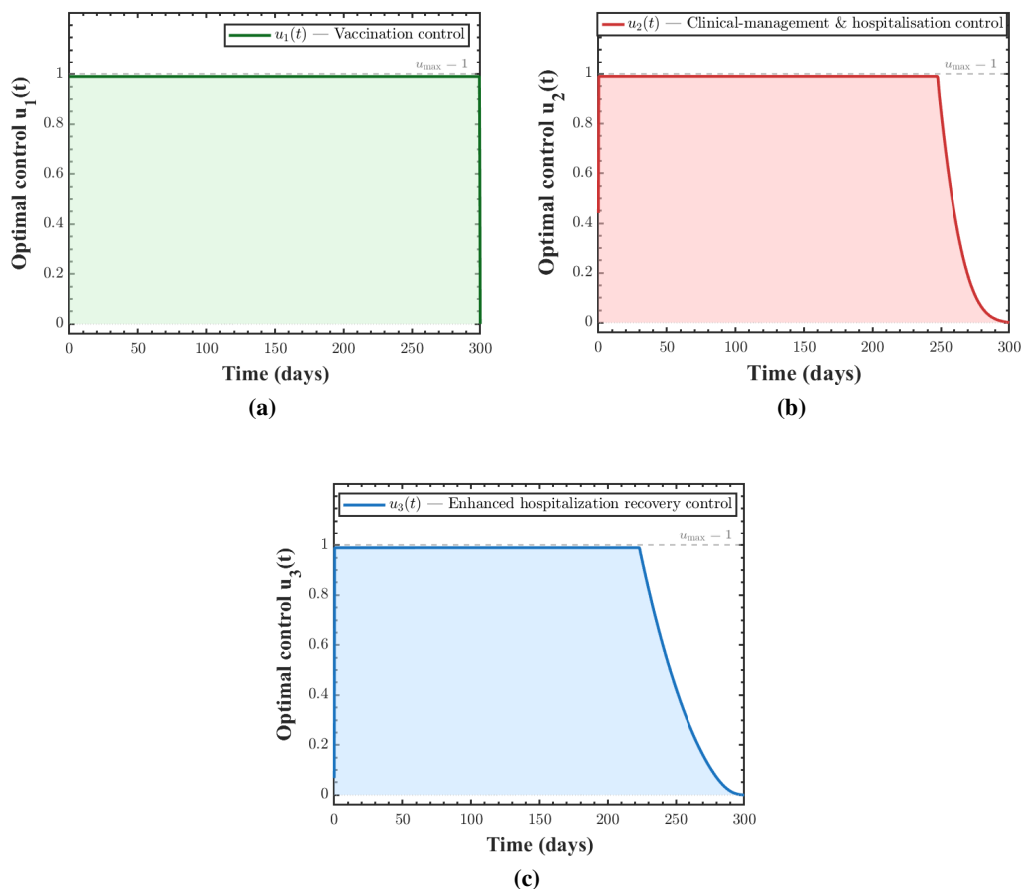 u₁(t) — Vaccination control
u_max − 1
1
0.8
0.6
0.4
0.2
0
Optimal control u₁(t)
0 50 100 150 200 250 300
Time (days)
(a)
u₂(t) — Clinical-management & hospitalisation control
u_max − 1
1
0.8
0.6
0.4
0.2
0
Optimal control u₂(t)
0 50 100 150 200 250 300
Time (days)
(b)
u₃(t) — Enhanced hospitalization recovery control
u_max − 1
1
0.8
0.6
0.4
0.2
0
Optimal control u₃(t)
0 50 100 150 200 250 300
Time (days)
(c)